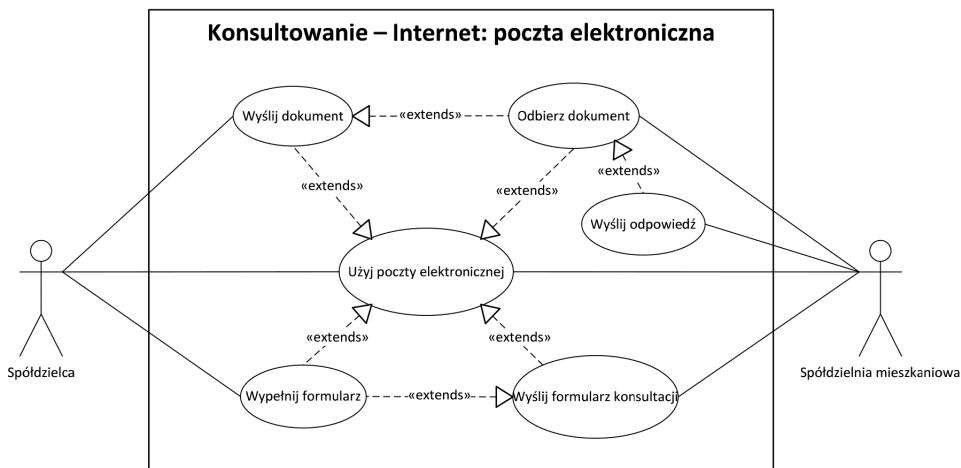 Konsultowanie – Internet: poczta elektroniczna
Wyślij dokument
«extends»
Odbierz dokument
«extends»
«extends»
«extends»
Wyślij odpowiedź
Użyj poczty elektronicznej
«extends»
«extends»
Spółdzielca
Spółdzielnia mieszkaniowa
Wypełnij formularz
«extends»
Wyślij formularz konsultacji